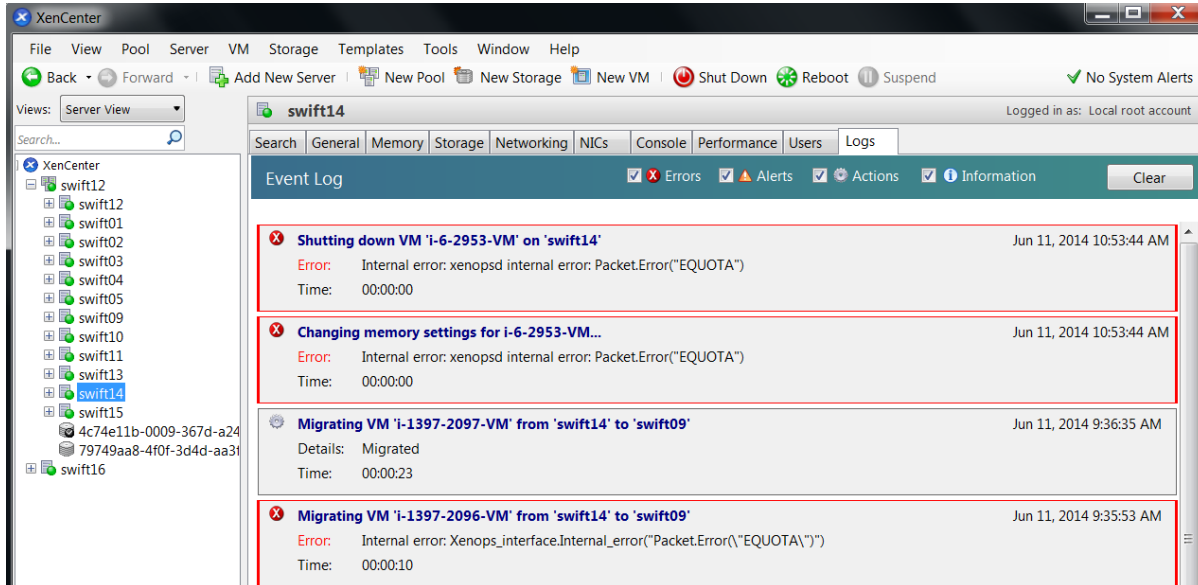 XenCenter
File View Pool Server VM Storage Templates Tools Window Help
Back Forward Add New Server New Pool New Storage New VM Shut Down Reboot Suspend No System Alerts
Views: Server View
swift14
Logged in as: Local root account
Search...
Search General Memory Storage Networking NICs Console Performance Users Logs
XenCenter
swift12
swift12
swift01
swift02
swift03
swift04
swift05
swift09
swift10
swift11
swift13
swift14
swift15
4c74e11b-0009-367d-a24
79749aa8-4f0f-3d4d-aa3f
swift16
Event Log
Errors Alerts Actions Information Clear
Shutting down VM 'i-6-2953-VM' on 'swift14' Jun 11, 2014 10:53:44 AM
Error: Internal error: xenopsd internal error: Packet.Error("EQUOTA")
Time: 00:00:00
Changing memory settings for i-6-2953-VM... Jun 11, 2014 10:53:44 AM
Error: Internal error: xenopsd internal error: Packet.Error("EQUOTA")
Time: 00:00:00
Migrating VM 'i-1397-2097-VM' from 'swift14' to 'swift09' Jun 11, 2014 9:36:35 AM
Details: Migrated
Time: 00:00:23
Migrating VM 'i-1397-2096-VM' from 'swift14' to 'swift09' Jun 11, 2014 9:35:53 AM
Error: Internal error: Xenops_interface.Internal_error("Packet.Error(\"EQUOTA\")")
Time: 00:00:10